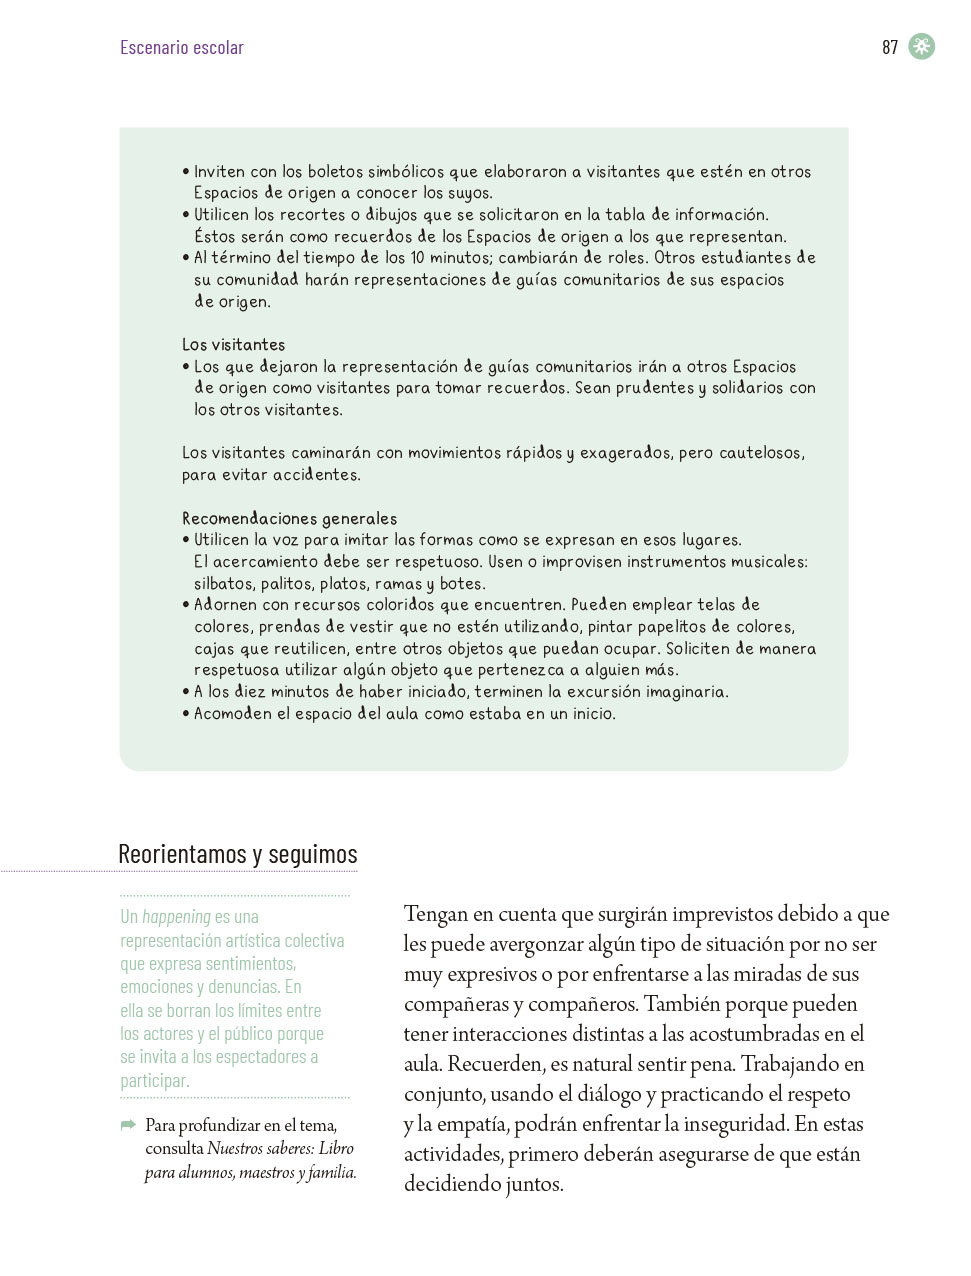 Escenario escolar
87
• Inviten con los boletos simbólicos que elaboraron a visitantes que estén en otros
Espacios de origen a conocer los suyos.
• Utilicen los recortes o dibujos que se solicitaron en la tabla de información.
Éstos serán como recuerdos de los Espacios de origen a los que representan.
• Al término del tiempo de los 10 minutos; cambiarán de roles. Otros estudiantes de
su comunidad harán representaciones de guías comunitarios de sus espacios
de origen.
Los visitantes
• Los que dejaron la representación de guías comunitarios irán a otros Espacios
de origen como visitantes para tomar recuerdos. Sean prudentes y solidarios con
los otros visitantes.
Los visitantes caminarán con movimientos rápidos y exagerados, pero cautelosos,
para evitar accidentes.
Recomendaciones generales
• Utilicen la voz para imitar las formas como se expresan en esos lugares.
El acercamiento debe ser respetuoso. Usen o improvisen instrumentos musicales:
silbatos, palitos, platos, ramas y botes.
• Adornen con recursos coloridos que encuentren. Pueden emplear telas de
colores, prendas de vestir que no estén utilizando, pintar papelitos de colores,
cajas que reutilicen, entre otros objetos que puedan ocupar. Soliciten de manera
respetuosa utilizar algún objeto que pertenezca a alguien más.
• A los diez minutos de haber iniciado, terminen la excursión imaginaria.
• Acomoden el espacio del aula como estaba en un inicio.
Reorientamos y seguimos
Un happening es una
representación artística colectiva
que expresa sentimientos,
emociones y denuncias. En
ella se borran los límites entre
los actores y el público porque
se invita a los espectadores a
participar.
Para profundizar en el tema,
consulta Nuestros saberes: Libro
para alumnos, maestros y familia.
Tengan en cuenta que surgirán imprevistos debido a que
les puede avergonzar algún tipo de situación por no ser
muy expresivos o por enfrentarse a las miradas de sus
compañeras y compañeros. También porque pueden
tener interacciones distintas a las acostumbradas en el
aula. Recuerden, es natural sentir pena. Trabajando en
conjunto, usando el diálogo y practicando el respeto
y la empatía, podrán enfrentar la inseguridad. En estas
actividades, primero deberán asegurarse de que están
decidiendo juntos.